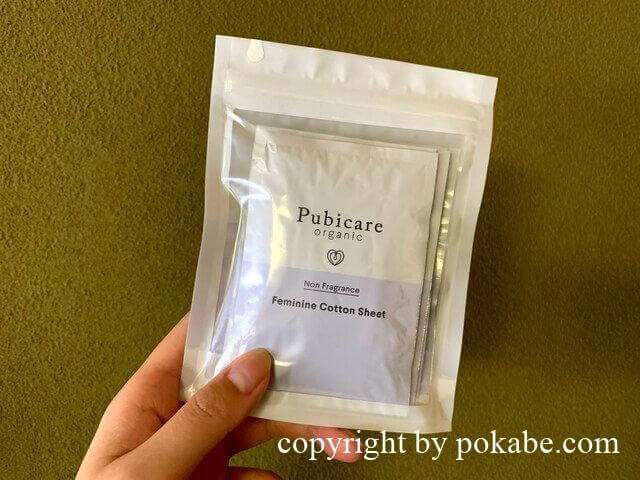 Pubicare
organic
Non Fragrance
Feminine Cotton Sheet
copyright by pokabe.com